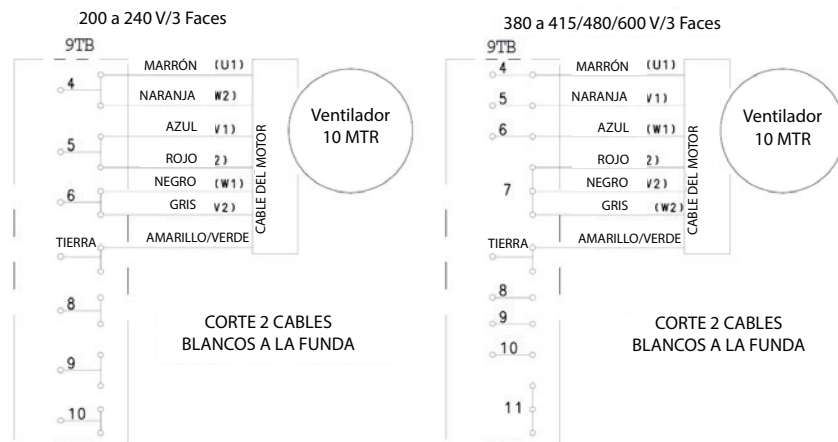 200 a 240 V/3 Faces
9TB
4
MARRÓN (U1)
NARANJA W2)
5
AZUL V1)
ROJO 2)
6
NEGRO (W1)
GRIS V2)
TIERRA
AMARILLO/VERDE
CABLE DEL MOTOR
Ventilador
10 MTR
8
9
10
CORTE 2 CABLES
BLANCOS A LA FUNDA
380 a 415/480/600 V/3 Faces
9TB
4
MARRÓN (U1)
5
NARANJA V1)
6
AZUL (W1)
ROJO 2)
7
NEGRO V2)
GRIS (W2)
TIERRA
AMARILLO/VERDE
CABLE DEL MOTOR
Ventilador
10 MTR
8
9
10
11
CORTE 2 CABLES
BLANCOS A LA FUNDA